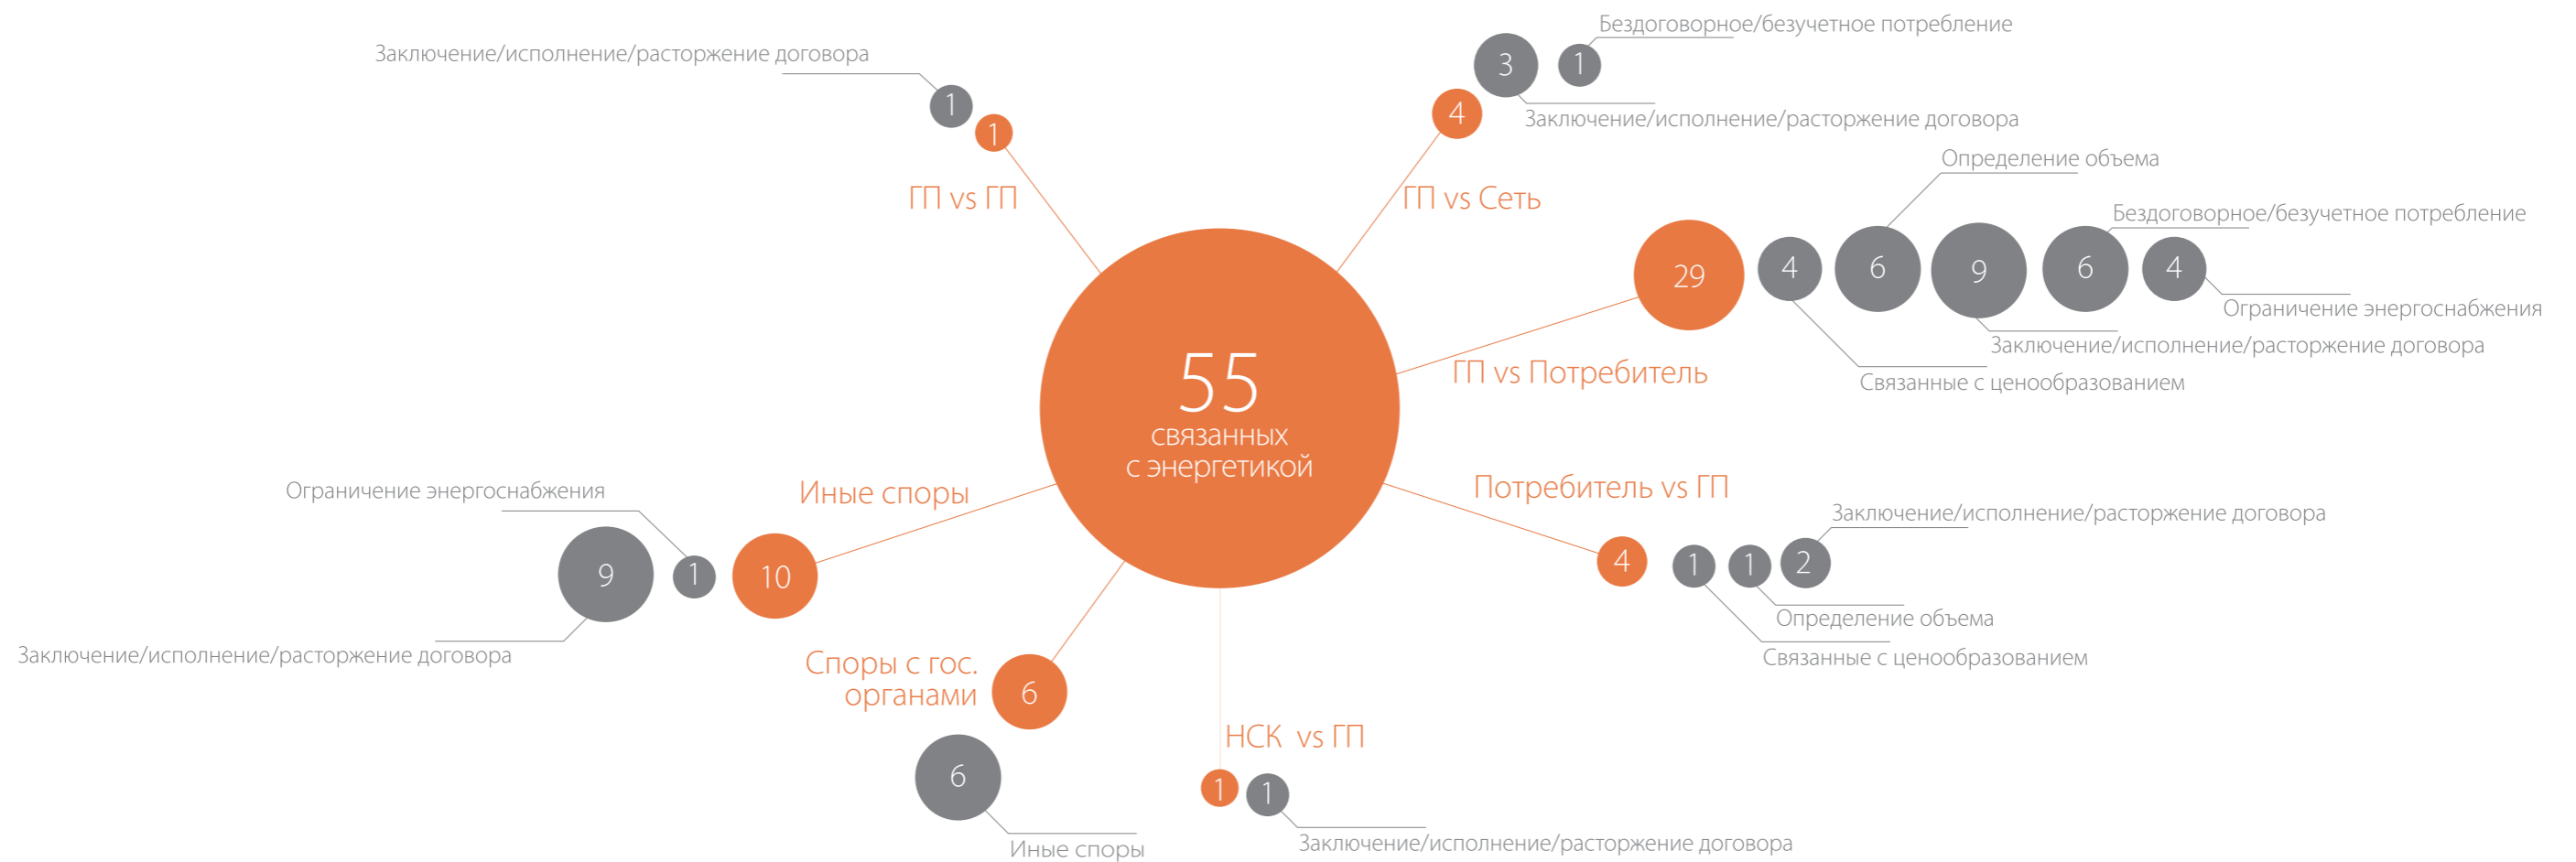 Заключение/исполнение/расторжение договора
1
1
ГП vs ГП
Бездоговорное/безучетное потребление
3
1
4
Заключение/исполнение/расторжение договора
ГП vs Сеть
Определение объема
Бездоговорное/безучетное потребление
29
4
6
9
6
4
Ограничение энергоснабжения
Заключение/исполнение/расторжение договора
Связанные с ценообразованием
ГП vs Потребитель
55
связанных
с энергетикой
Потребитель vs ГП
Заключение/исполнение/расторжение договора
4
1
1
2
Определение объема
Связанные с ценообразованием
Иные споры
Ограничение энергоснабжения
9
1
10
Заключение/исполнение/расторжение договора
Споры с гос.
органами
6
6
Иные споры
НСК vs ГП
1
1
Заключение/исполнение/расторжение договора